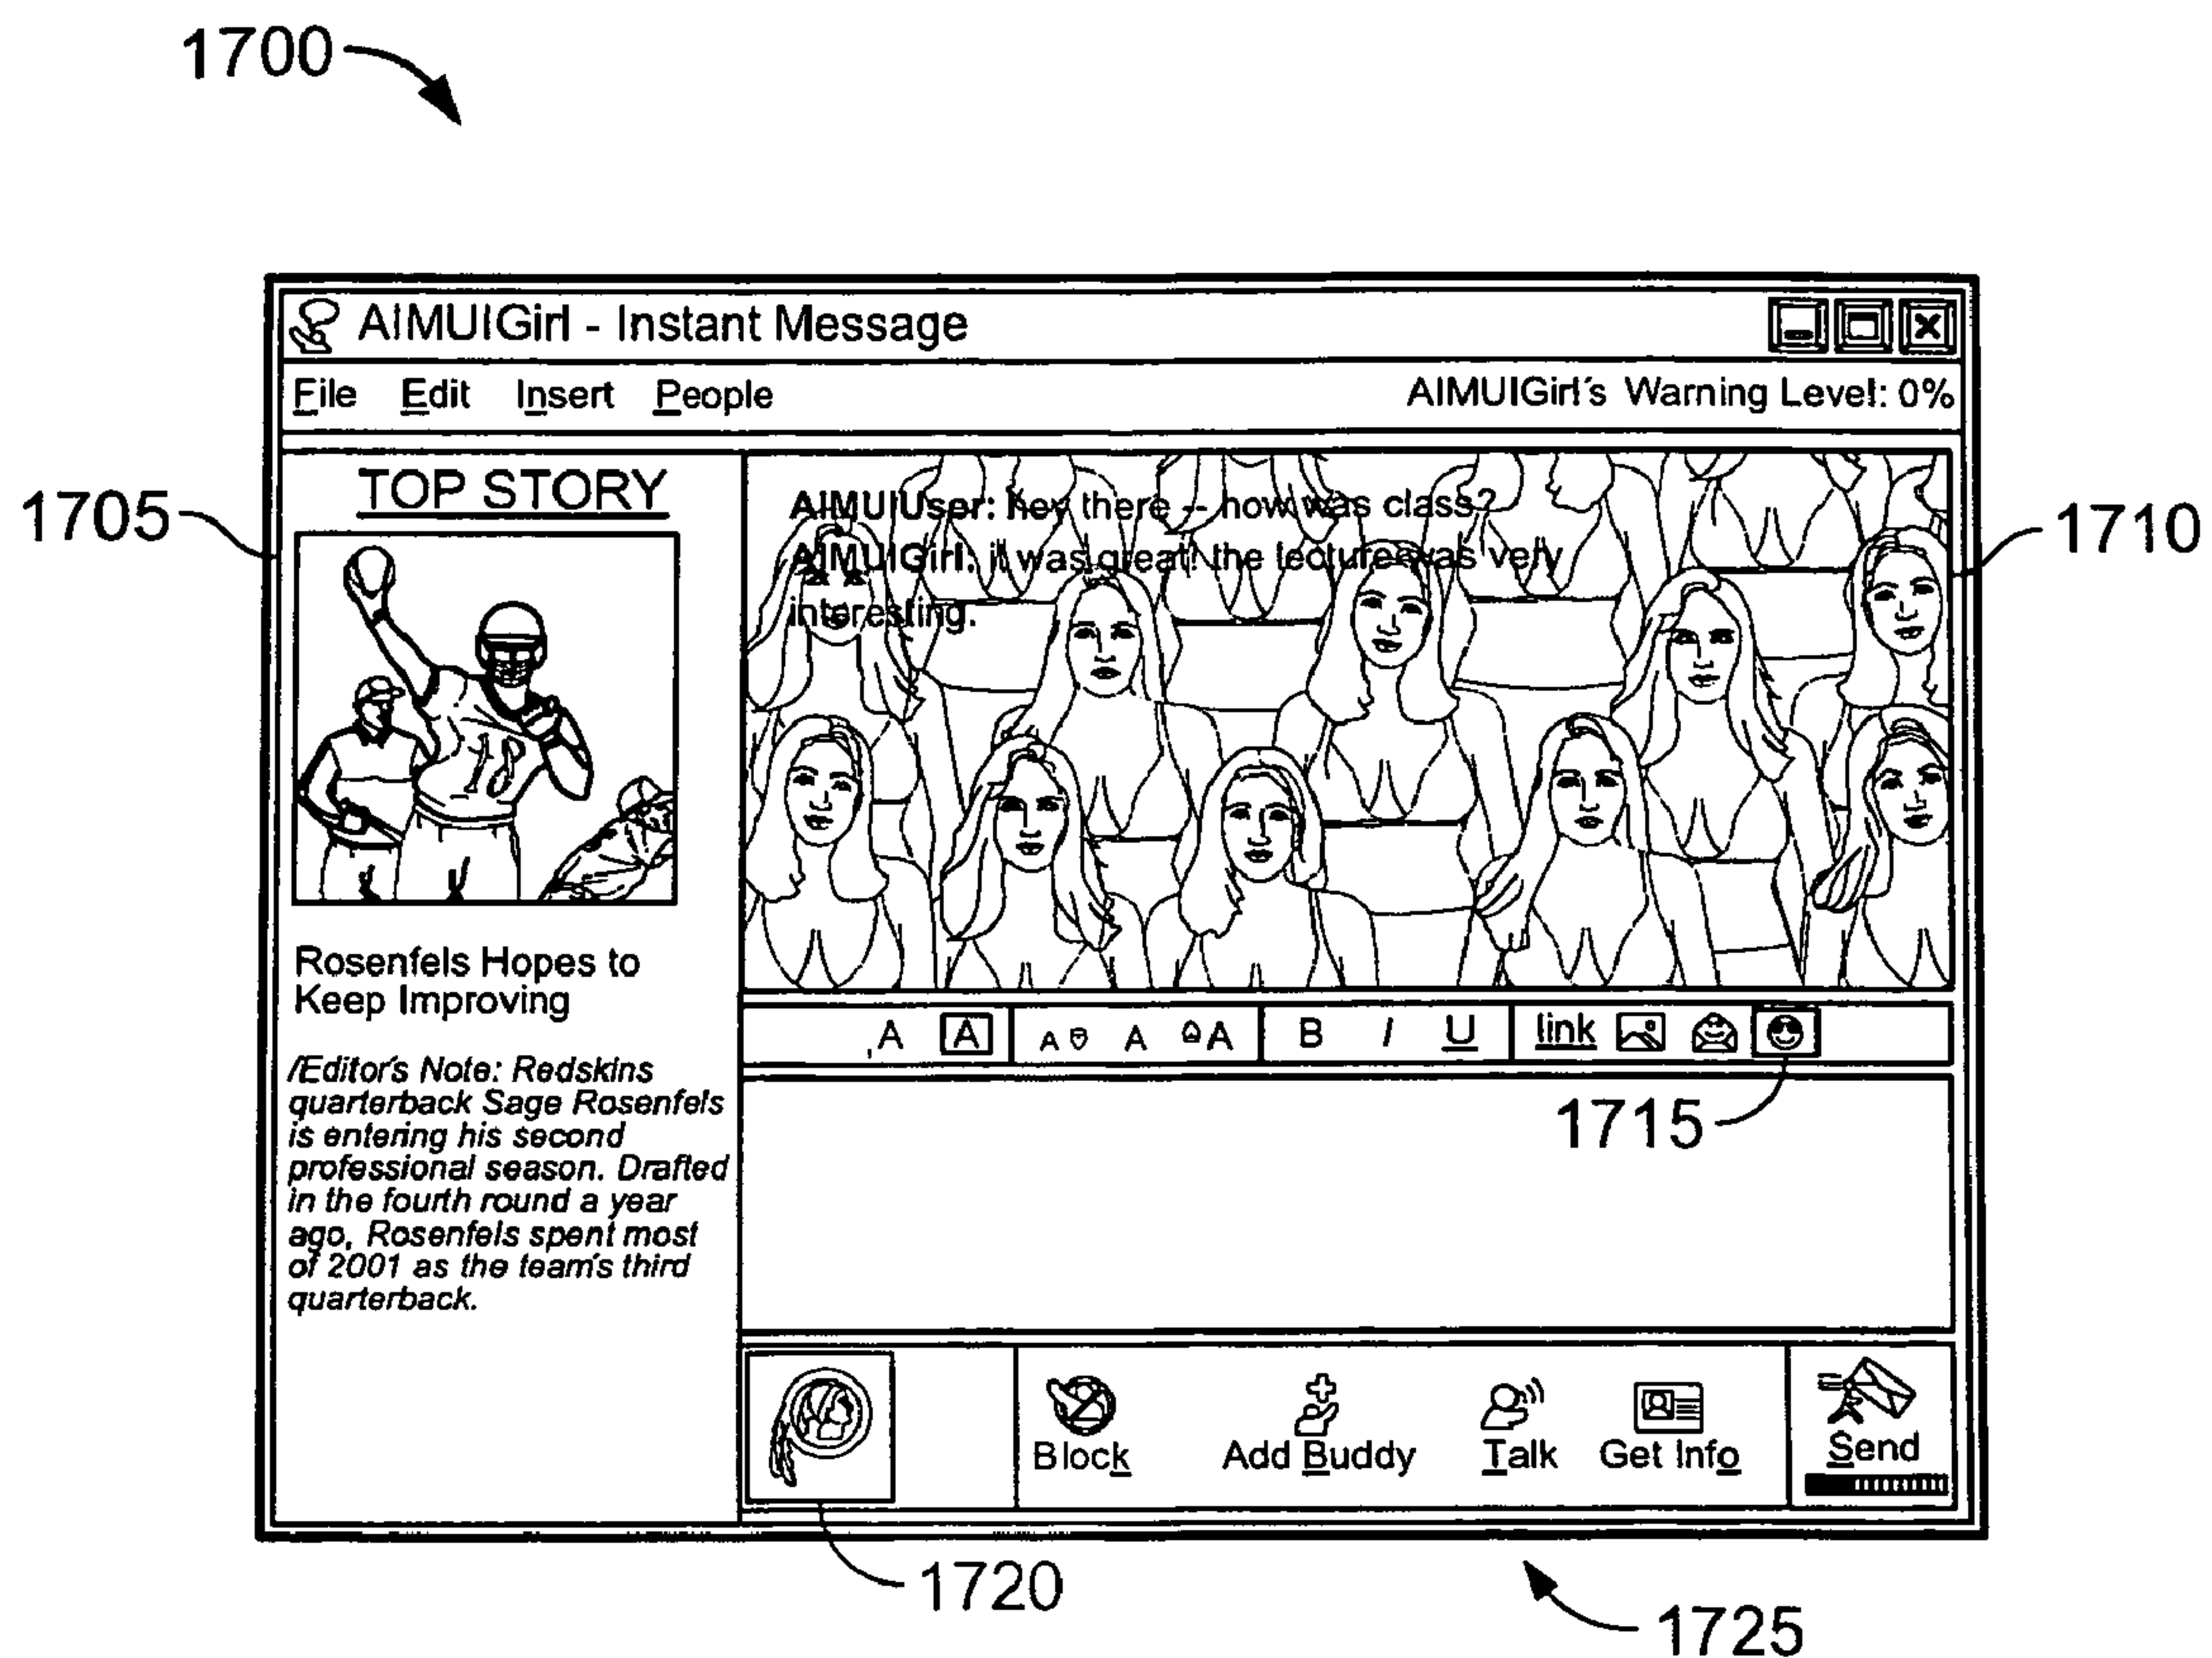 1700
AIMUIGirl - Instant Message
File Edit Insert People AIMUIGirl's Warning Level: 0%
1705
TOP STORY
18
Rosenfels Hopes to
Keep Improving
/Editor's Note: Redskins
quarterback Sage Rosenfels
is entering his second
professional season. Drafted
in the fourth round a year
ago, Rosenfels spent most
of 2001 as the team's third
quarterback.
AIMUIUser: hey there -- how was class?
AIMUIGirl: it was great! the lecture was very
interesting.
1710
A A A A A B I U link
1715
Block Add Buddy Talk Get Info Send
1720
1725